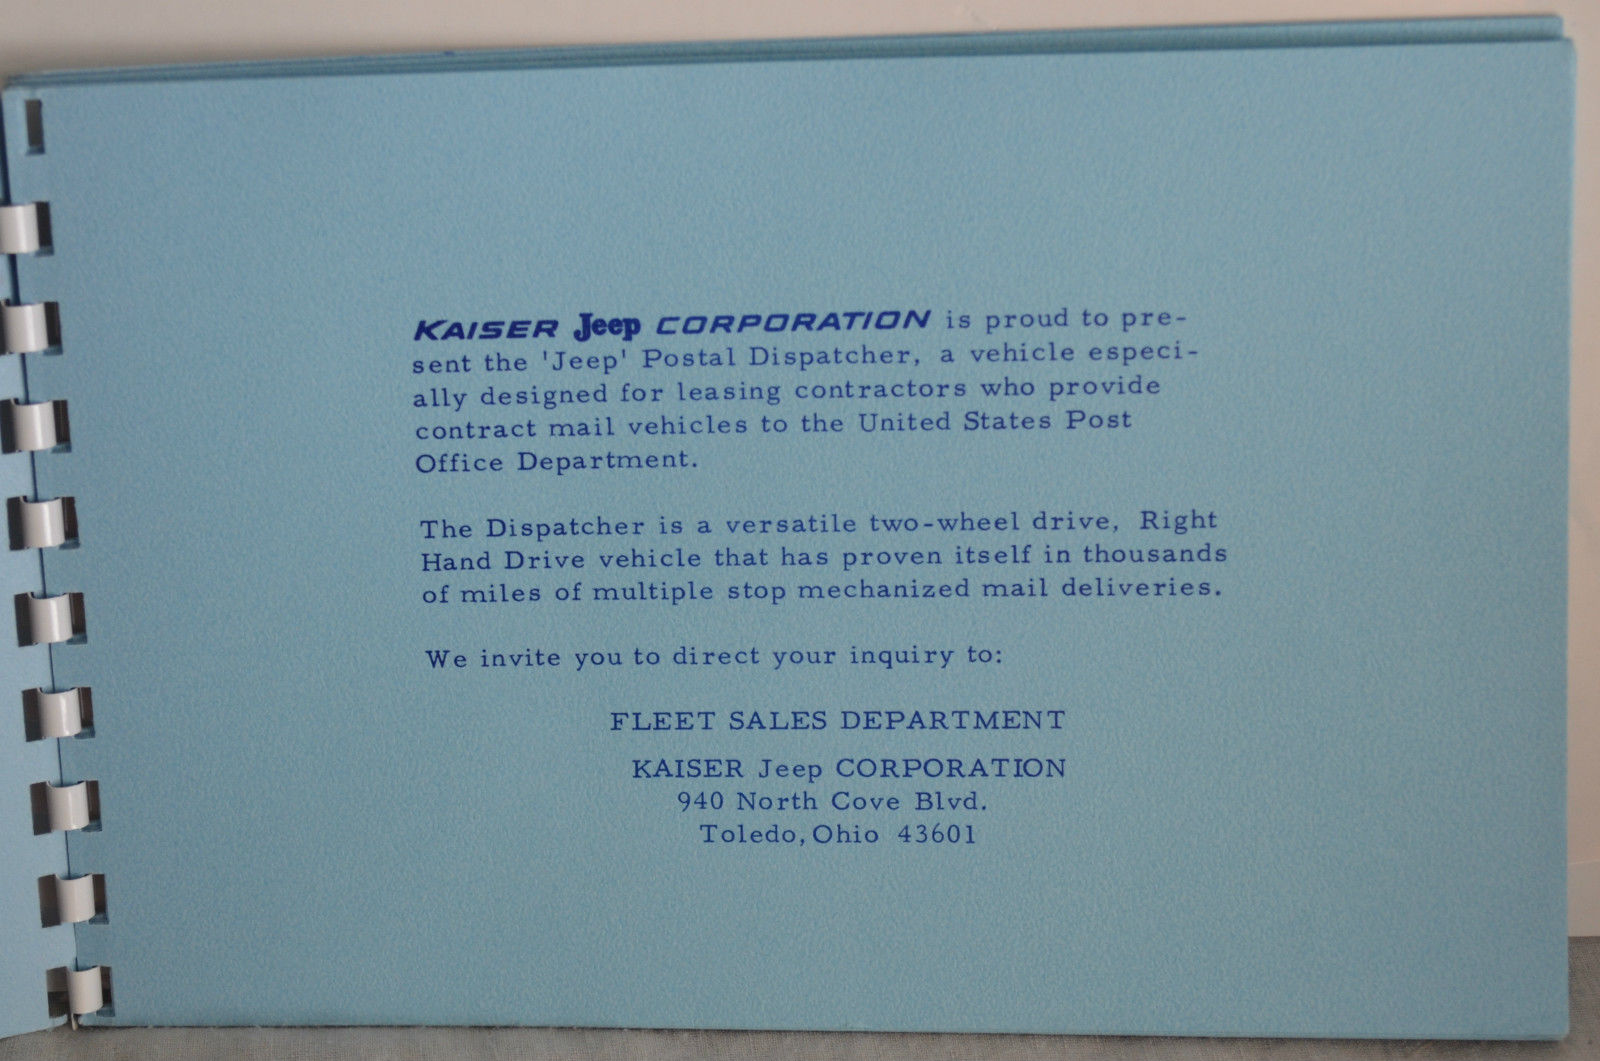 KAISER Jeep CORPORATION is proud to pre-
sent the 'Jeep' Postal Dispatcher, a vehicle especi-
ally designed for leasing contractors who provide
contract mail vehicles to the United States Post
Office Department.
The Dispatcher is a versatile two-wheel drive, Right
Hand Drive vehicle that has proven itself in thousands
of miles of multiple stop mechanized mail deliveries.
We invite you to direct your inquiry to:
FLEET SALES DEPARTMENT
KAISER Jeep CORPORATION
940 North Cove Blvd.
Toledo, Ohio 43601